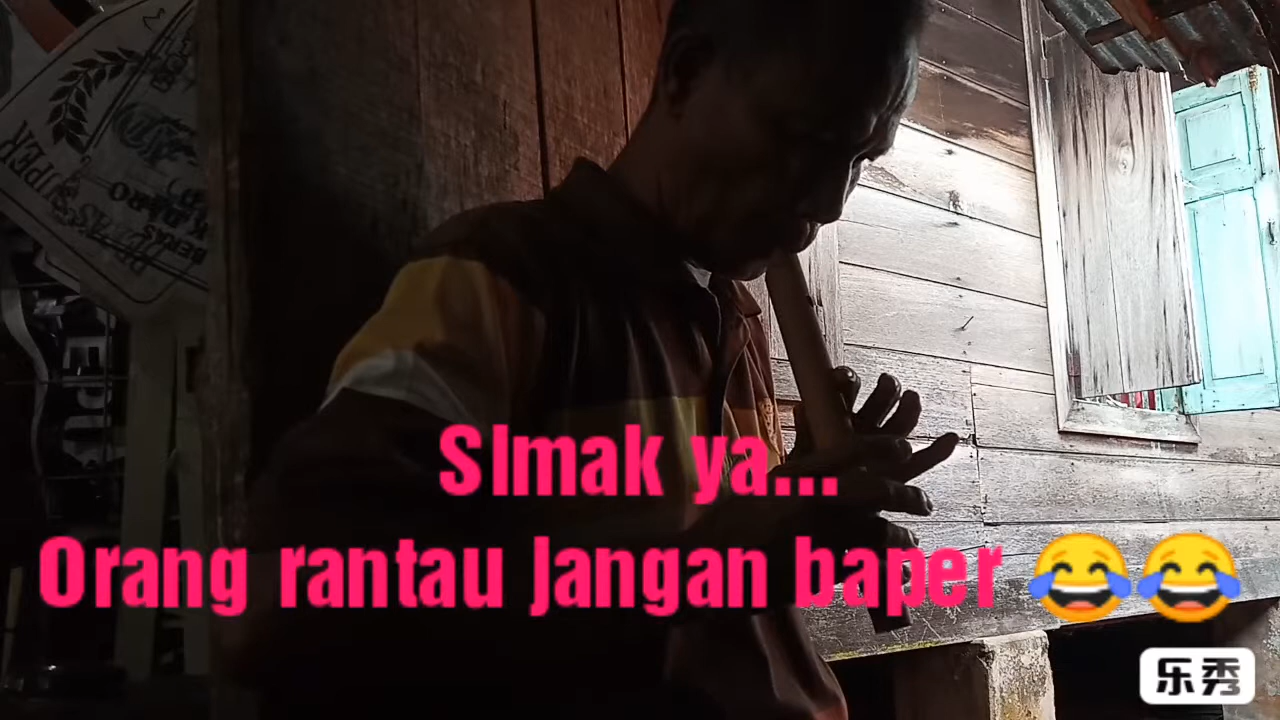 SImak ya...
Orang rantau jangan baper 😂😂
乐秀